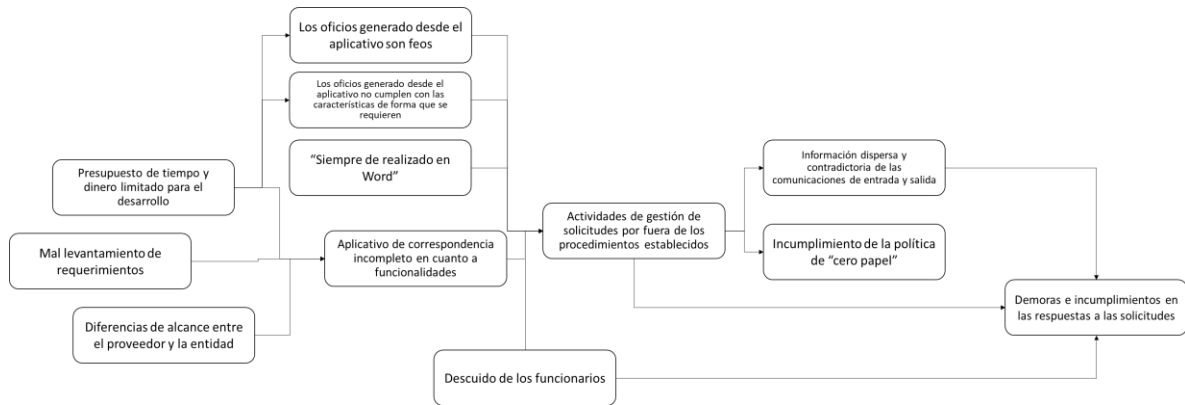 Los oficios generado desde el
aplicativo son feos
Los oficios generado desde el
aplicativo no cumplen con las
características de forma que se
requieren
“Siempre de realizado en
Word”
Presupuesto de tiempo y
dinero limitado para el
desarrollo
Mal levantamiento de
requerimientos
Diferencias de alcance entre
el proveedor y la entidad
Aplicativo de correspondencia
incompleto en cuanto a
funcionalidades
Descuido de los funcionarios
Actividades de gestión de
solicitudes por fuera de los
procedimientos establecidos
Información dispersa y
contradictoria de las
comunicaciones de entrada y salida
Incumplimiento de la política
de “cero papel”
Demoras e incumplimientos en
las respuestas a las solicitudes